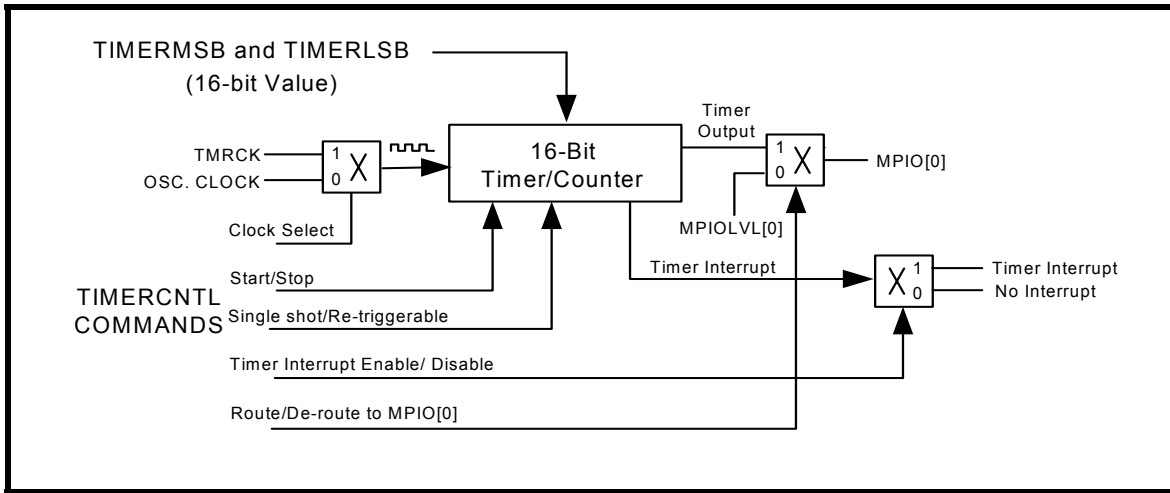 TIMERMSB and TIMERLSB
(16-bit Value)
Timer
Output
TMRCK
OSC. CLOCK
1
0
X
16-Bit
Timer/Counter
1
0
X
MPIO[0]
MPIOLVL[0]
Clock Select
Start/Stop
Timer Interrupt
X
1
0
Timer Interrupt
No Interrupt
TIMERCNTL
COMMANDS
Single shot/Re-triggerable
Timer Interrupt Enable/ Disable
Route/De-route to MPIO[0]